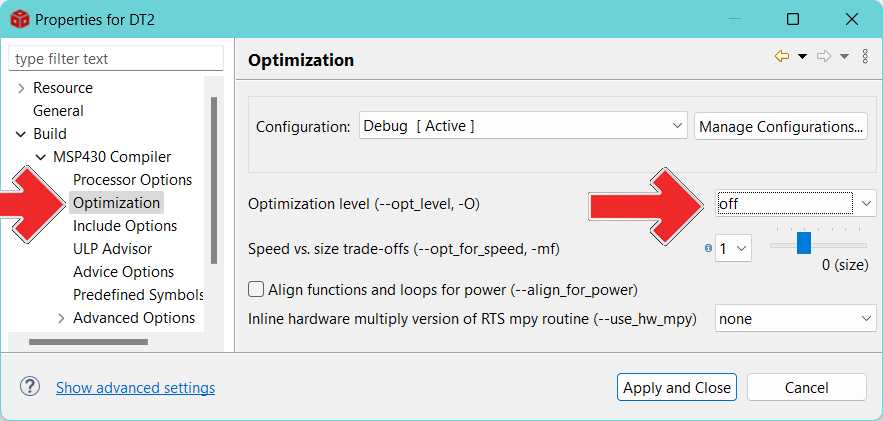 Properties for DT2
type filter text
Resource
General
Build
MSP430 Compiler
Processor Options
Optimization
Include Options
ULP Advisor
Advice Options
Predefined Symbols
Advanced Options
Optimization
Configuration: Debug [ Active ] Manage Configurations...
Optimization level (--opt_level, -O) off
Speed vs. size trade-offs (--opt_for_speed, -mf) 1
0 (size)
Align functions and loops for power (--align_for_power)
Inline hardware multiply version of RTS mpy routine (--use_hw_mpy) none
? Show advanced settings Apply and Close Cancel